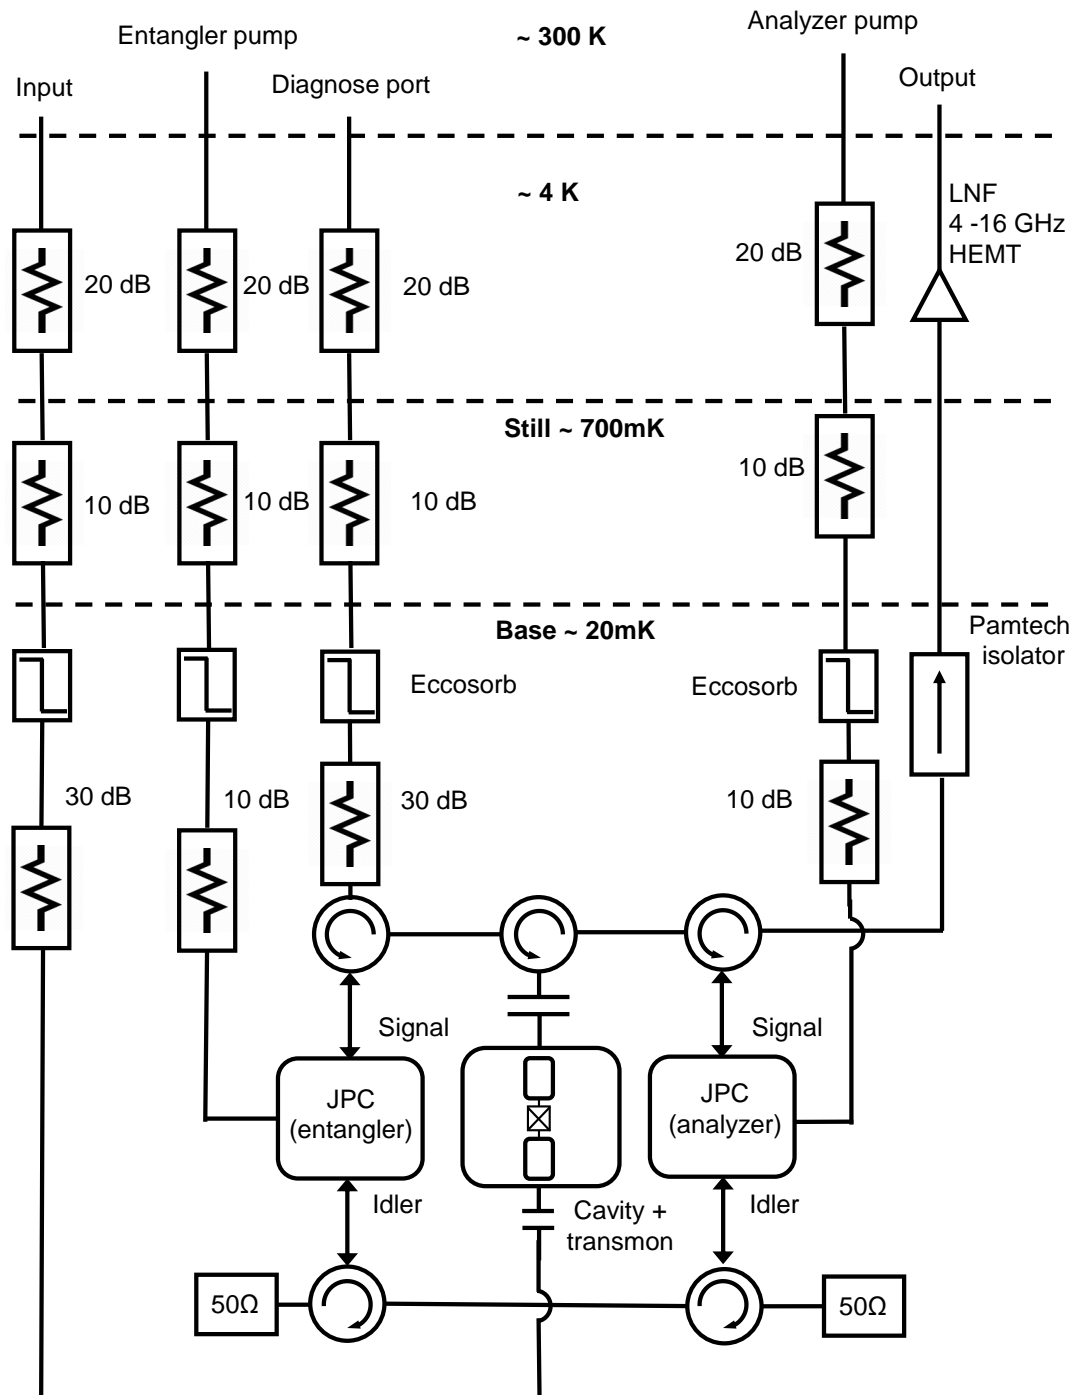 Analyzer pump
Entangler pump
~ 300 K
Input
Diagnose port
Output
~ 4 K
LNF
4 -16 GHz
HEMT
20 dB
20 dB
20 dB
20 dB
Still ~ 700mK
10 dB
10 dB
10 dB
10 dB
Base ~ 20mK
Pamtech
isolator
Eccosorb
Eccosorb
30 dB
10 dB
30 dB
10 dB
Signal
Signal
JPC
(entangler)
JPC
(analyzer)
Idler
Cavity +
transmon
Idler
50Ω
50Ω